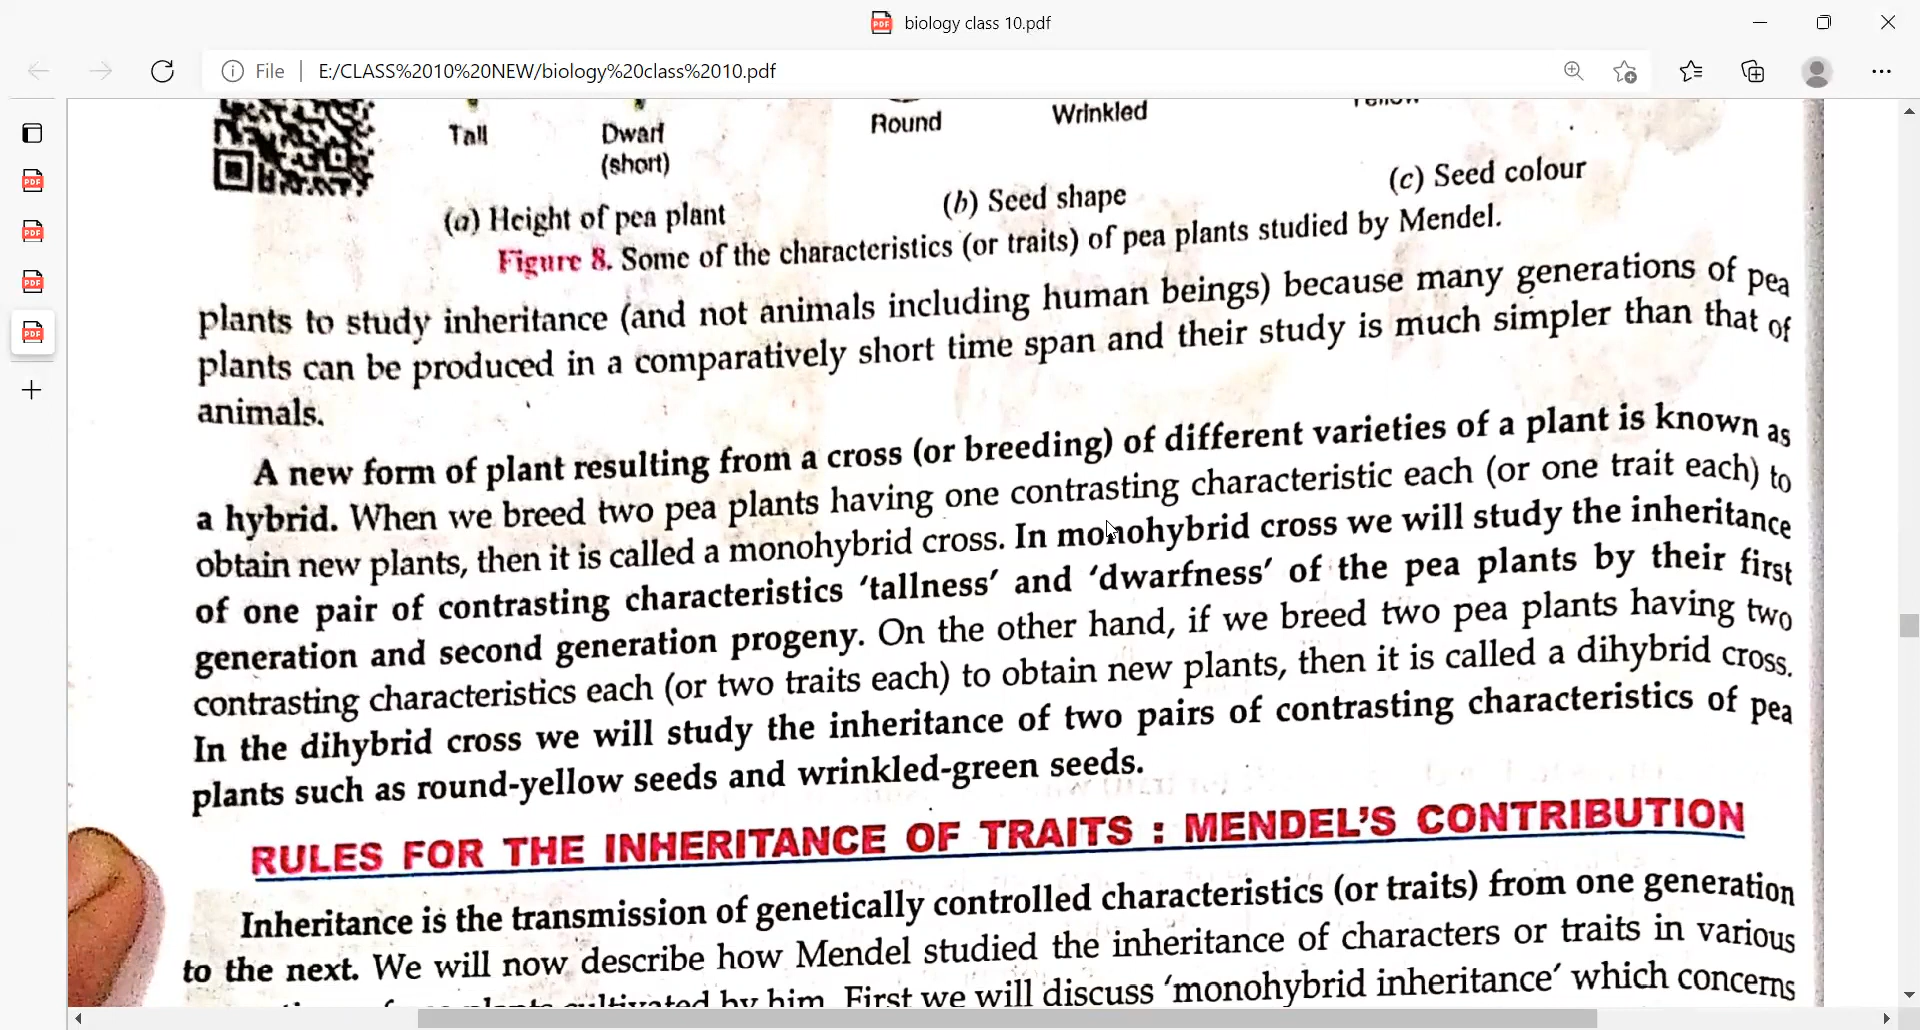 biology class 10.pdf
File
E:/CLASS%2010%20NEW/biology%20class%2010.pdf
Tall
Dwarf
(short)
Round
Wrinkled
(a) Height of pea plant
(b) Seed shape
(c) Seed colour
Figure 8. Some of the characteristics (or traits) of pea plants studied by Mendel.
plants to study inheritance (and not animals including human beings) because many generations of pea
plants can be produced in a comparatively short time span and their study is much simpler than that of
animals.
A new form of plant resulting from a cross (or breeding) of different varieties of a plant is known as
a hybrid. When we breed two pea plants having one contrasting characteristic each (or one trait each) to
obtain new plants, then it is called a monohybrid cross. In monohybrid cross we will study the inheritance
of one pair of contrasting characteristics ‘tallness’ and ‘dwarfness’ of the pea plants by their first
generation and second generation progeny. On the other hand, if we breed two pea plants having two
contrasting characteristics each (or two traits each) to obtain new plants, then it is called a dihybrid cross.
In the dihybrid cross we will study the inheritance of two pairs of contrasting characteristics of pea
plants such as round-yellow seeds and wrinkled-green seeds.
RULES FOR THE INHERITANCE OF TRAITS : MENDEL'S CONTRIBUTION
Inheritance is the transmission of genetically controlled characteristics (or traits) from one generation
to the next. We will now describe how Mendel studied the inheritance of characters or traits in various
plants cultivated by him. First we will discuss ‘monohybrid inheritance’ which concerns